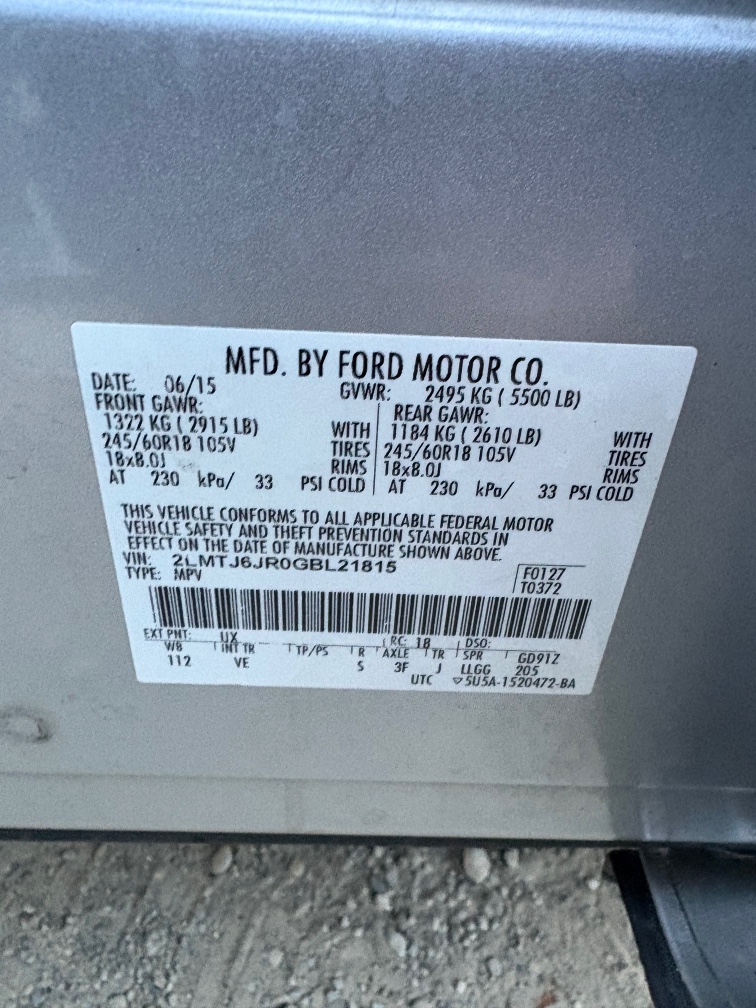 MFD. BY FORD MOTOR CO.
DATE: 06/15 GVWR: 2495 KG ( 5500 LB)
FRONT GAWR: REAR GAWR:
1322 KG ( 2915 LB) WITH 1184 KG ( 2610 LB) WITH
245/60R18 105V TIRES 245/60R18 105V TIRES
18x8.0J RIMS 18x8.0J RIMS
AT 230 kPa/ 33 PSI COLD AT 230 kPa/ 33 PSI COLD
THIS VEHICLE CONFORMS TO ALL APPLICABLE FEDERAL MOTOR
VEHICLE SAFETY AND THEFT PREVENTION STANDARDS IN
EFFECT ON THE DATE OF MANUFACTURE SHOWN ABOVE.
VIN: 2LMTJ6JR0GBL21815
TYPE: MPV
F0127
T0372
EXT PNT: UX RC: 18 DSO:
WB INT TR TP/PS R AXLE TR SPR GD91Z
112 VE S 3F J LLGG 205
UTC ▽5U5A-1520472-BA